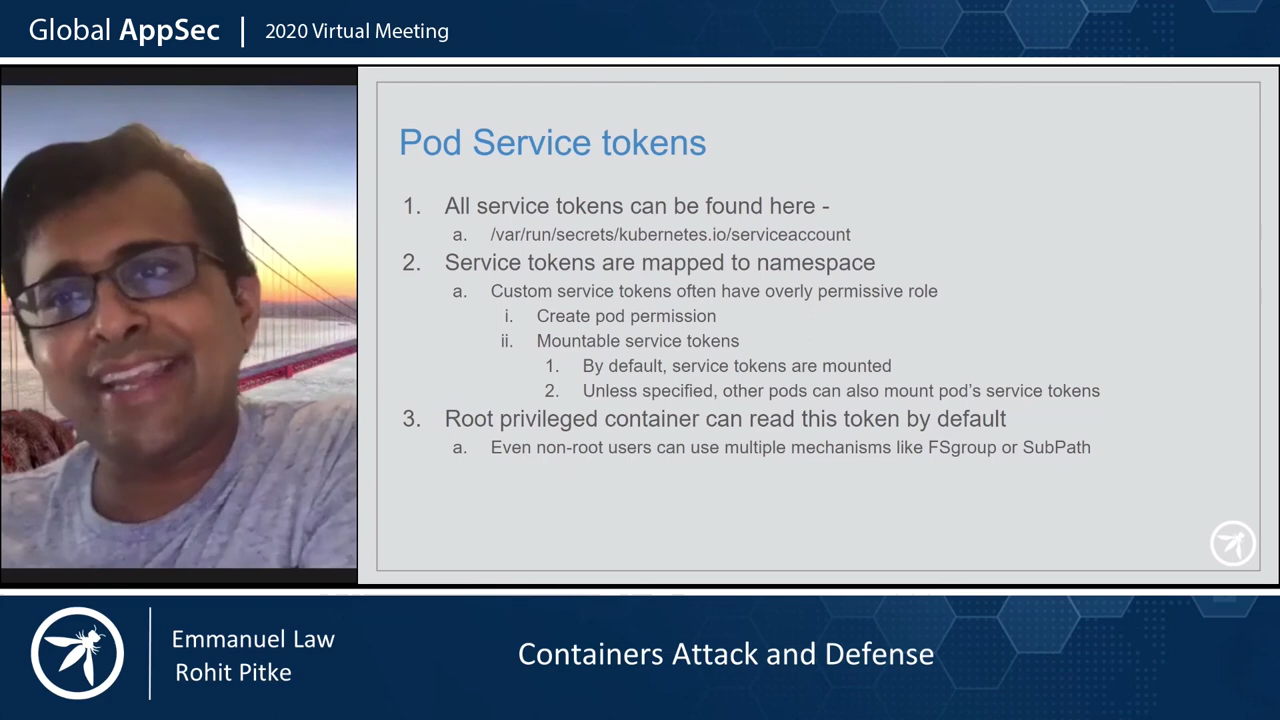 Global AppSec | 2020 Virtual Meeting
Pod Service tokens
1. All service tokens can be found here -
a. /var/run/secrets/kubernetes.io/serviceaccount
2. Service tokens are mapped to namespace
a. Custom service tokens often have overly permissive role
i. Create pod permission
ii. Mountable service tokens
1. By default, service tokens are mounted
2. Unless specified, other pods can also mount pod's service tokens
3. Root privileged container can read this token by default
a. Even non-root users can use multiple mechanisms like FSgroup or SubPath
Emmanuel Law
Rohit Pitke
Containers Attack and Defense